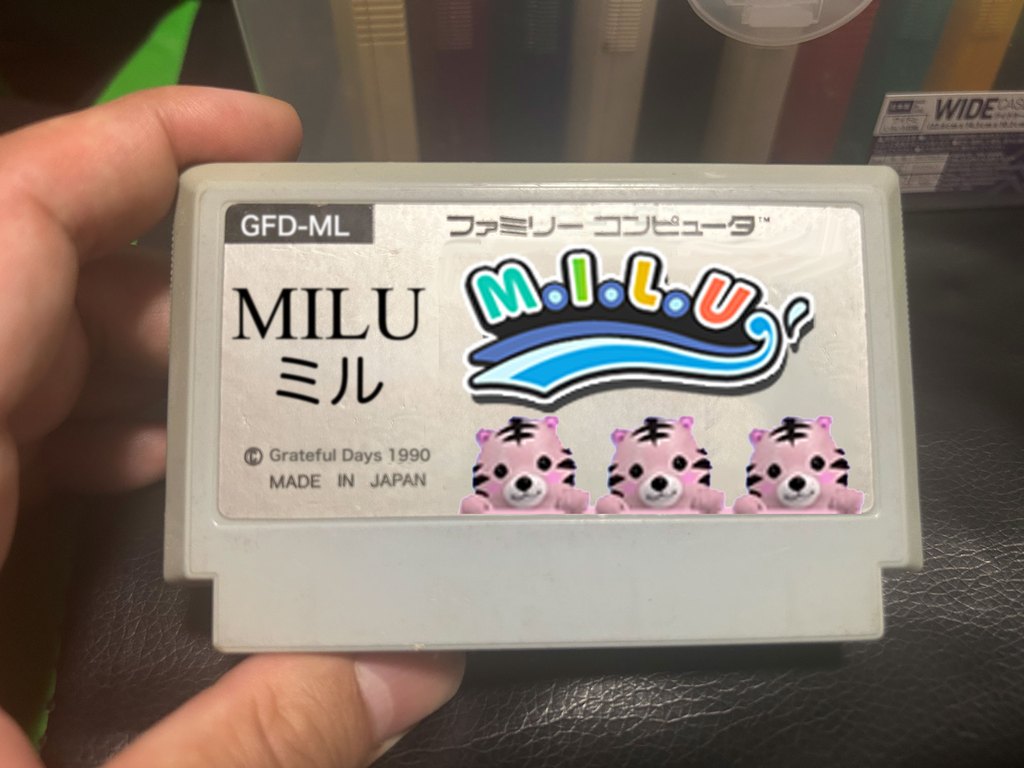 GFD-ML
ファミリー コンピュータ™
MILU
ミル
M.I.L.U
© Grateful Days 1990
MADE IN JAPAN
WIDE CASE